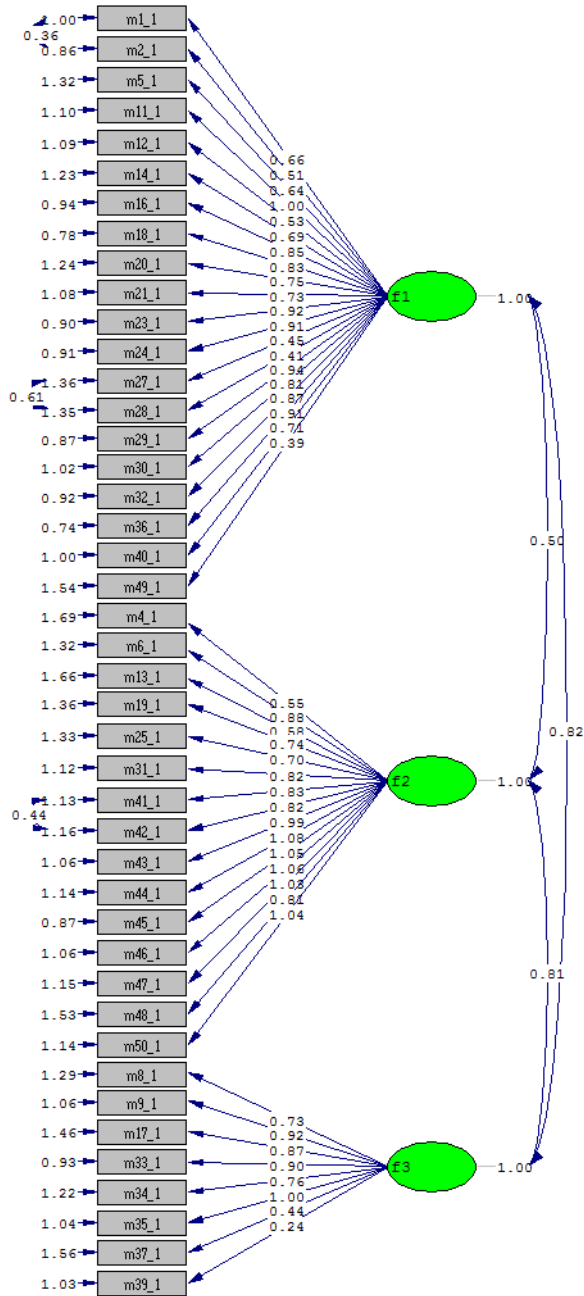 1.00 m1_1
0.36
0.86 m2_1
1.32 m5_1
1.10 m11_1
1.09 m12_1
1.23 m14_1
0.94 m16_1
0.78 m18_1
1.24 m20_1
1.08 m21_1
0.90 m23_1
0.91 m24_1
1.36 m27_1
0.61
1.35 m28_1
0.87 m29_1
1.02 m30_1
0.92 m32_1
0.74 m36_1
1.00 m40_1
1.54 m49_1
1.69 m4_1
1.32 m6_1
1.66 m13_1
1.36 m19_1
1.33 m25_1
1.12 m31_1
1.13 m41_1
0.44
1.16 m42_1
1.06 m43_1
1.14 m44_1
0.87 m45_1
1.06 m46_1
1.15 m47_1
1.53 m48_1
1.14 m50_1
1.29 m8_1
1.06 m9_1
1.46 m17_1
0.93 m33_1
1.22 m34_1
1.04 m35_1
1.56 m37_1
1.03 m39_1
0.66
0.51
0.64
1.00
0.53
0.69
0.85
0.83
0.75
0.73
0.92
0.91
0.45
0.41
0.94
0.81
0.87
0.91
0.71
0.39
f1 1.00
0.55
0.88
0.58
0.74
0.70
0.82
0.83
0.82
0.99
1.08
1.05
1.06
1.03
0.81
1.04
f2 1.00
0.73
0.92
0.87
0.90
0.76
1.00
0.44
0.24
f3 1.00
0.50
0.82
0.81